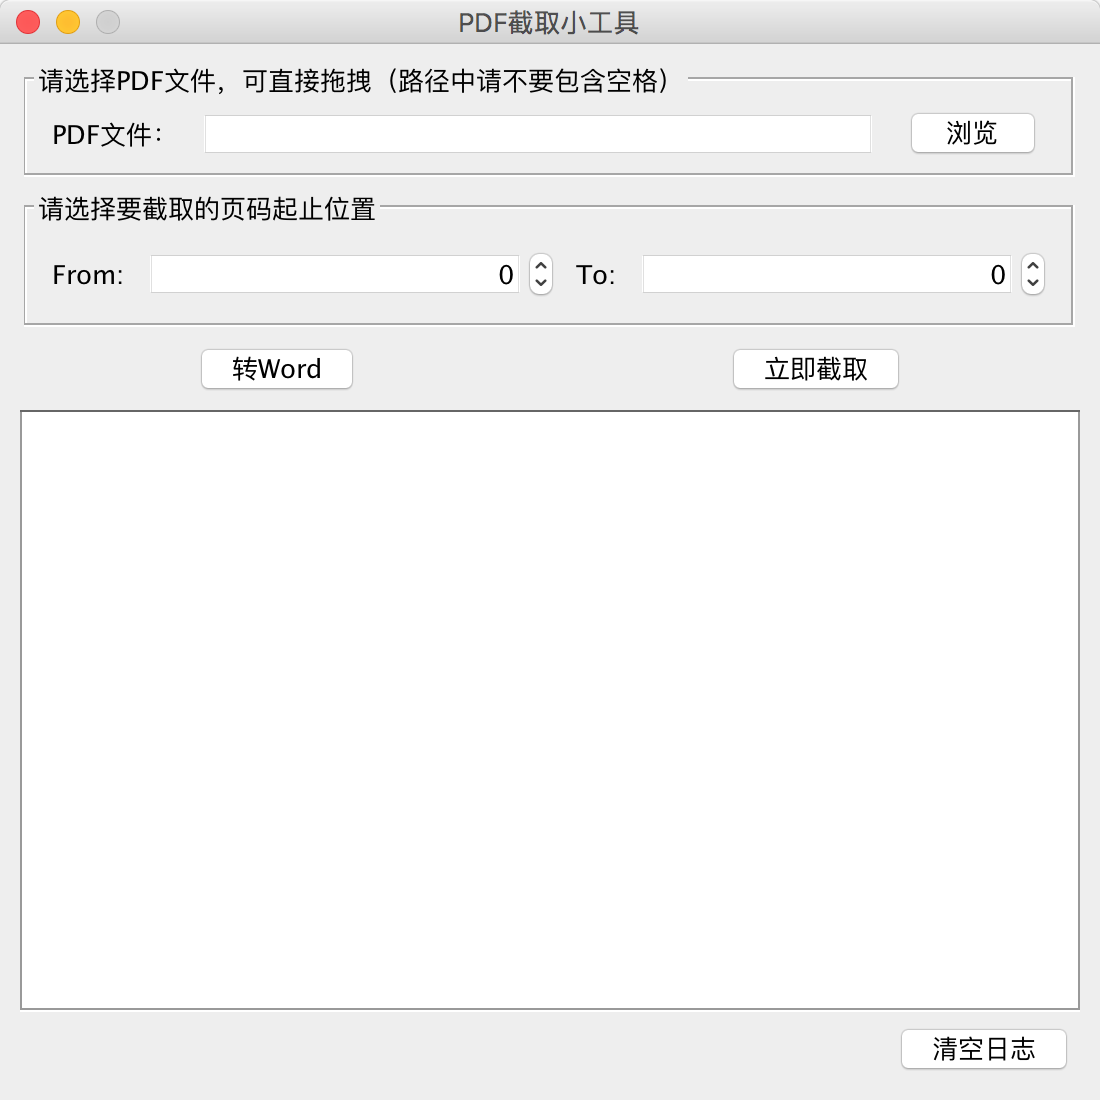 PDF截取小工具
请选择PDF文件，可直接拖拽（路径中请不要包含空格）
PDF文件：
浏览
请选择要截取的页码起止位置
From: 0 To: 0
转Word 立即截取
清空日志